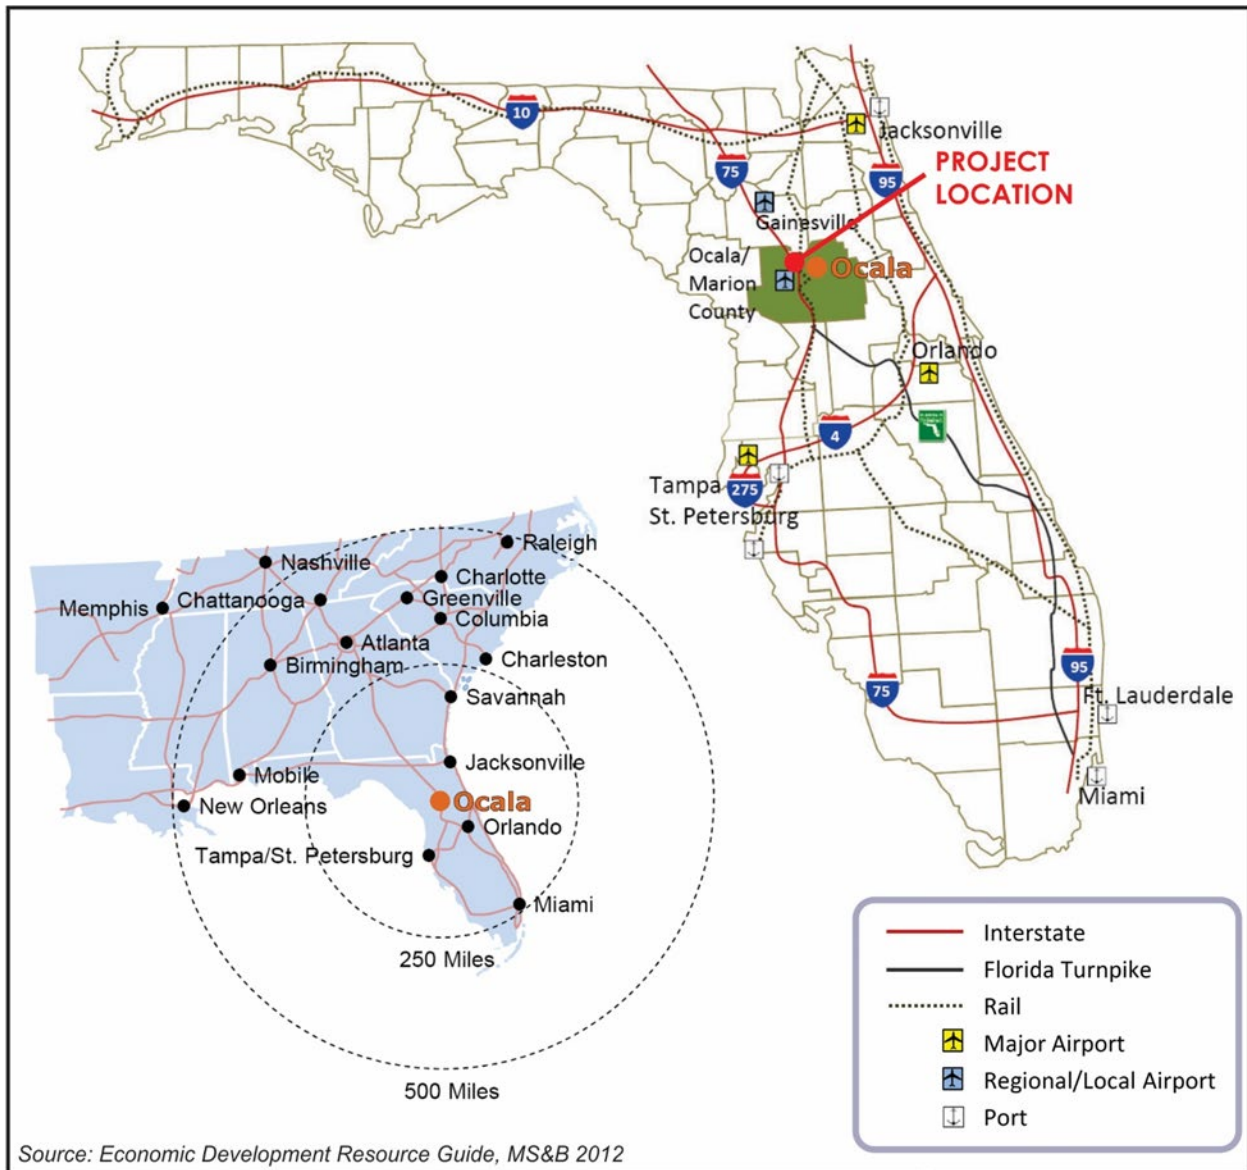 10
Jacksonville
75
95
PROJECT
LOCATION
Gainesville
Ocala/
Marion
County
Ocala
Orlando
4
Tampa
275
St. Petersburg
95
75
Ft. Lauderdale
Miami
Raleigh
Nashville
Charlotte
Memphis
Chattanooga
Greenville
Columbia
Atlanta
Birmingham
Charleston
Savannah
Jacksonville
Mobile
Ocala
New Orleans
Orlando
Tampa/St. Petersburg
Miami
250 Miles
500 Miles
Interstate
Florida Turnpike
Rail
Major Airport
Regional/Local Airport
Port
Source: Economic Development Resource Guide, MS&B 2012